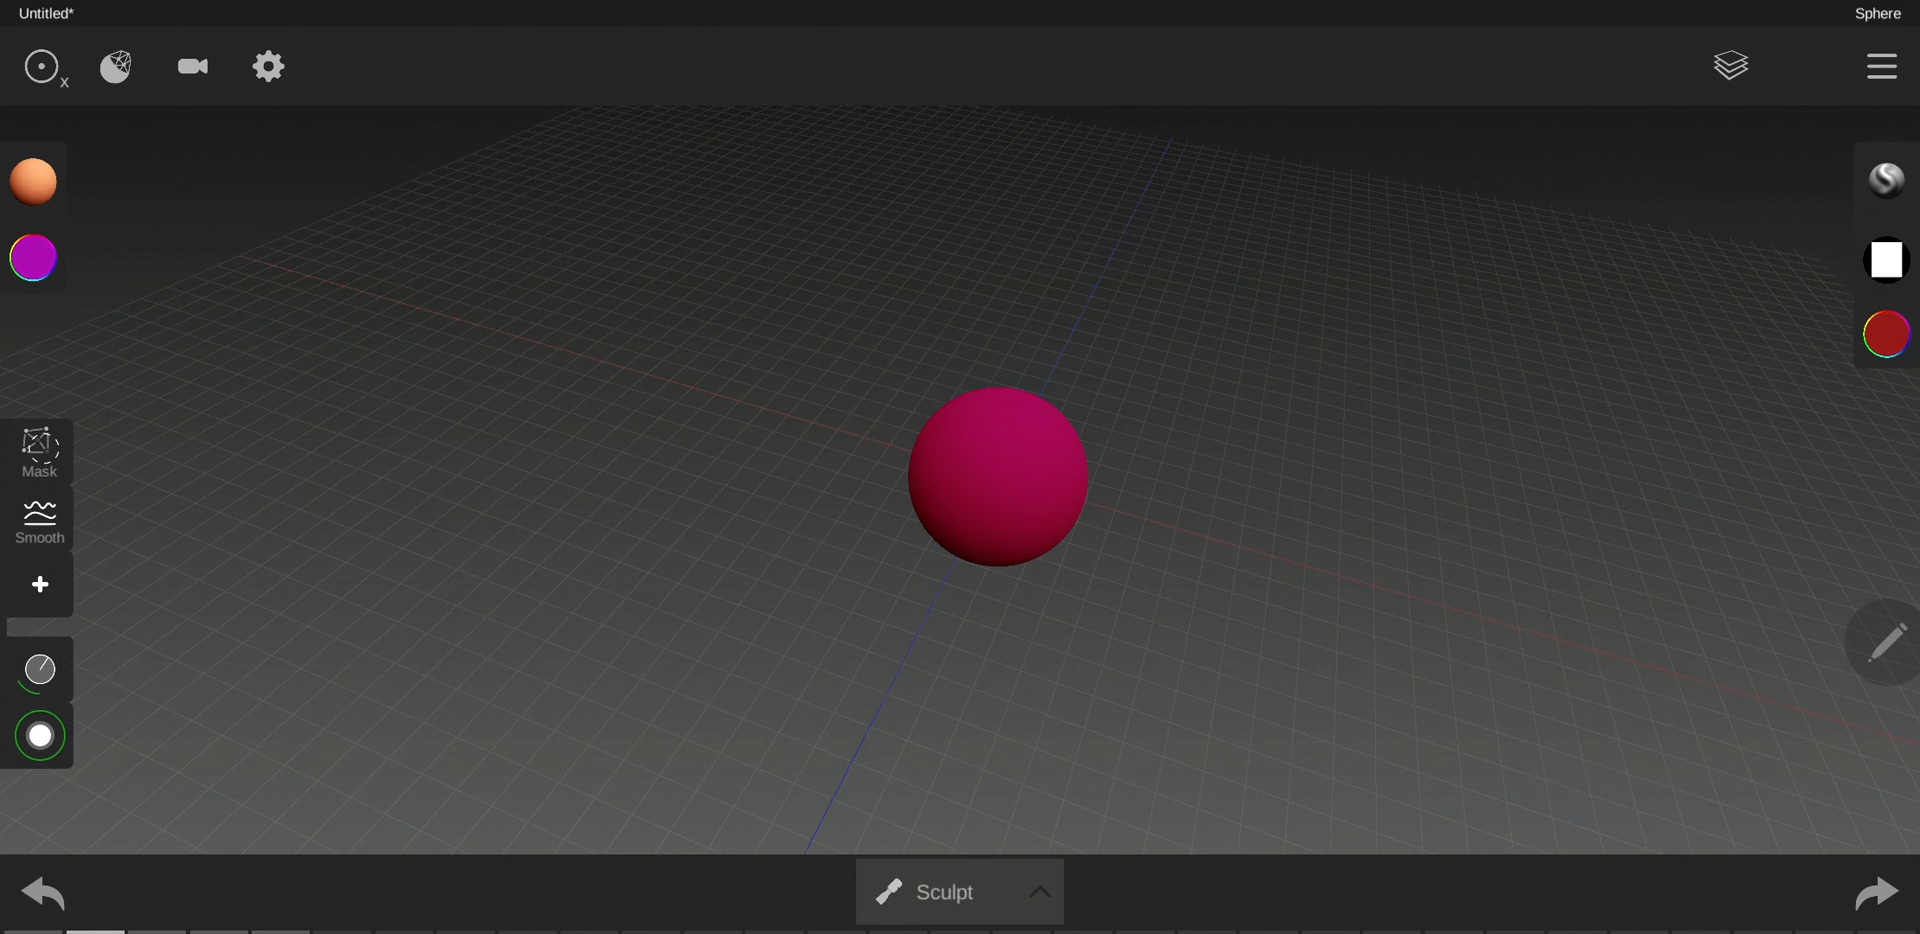 Untitled*
Sphere
x
Mask
Smooth
Sculpt